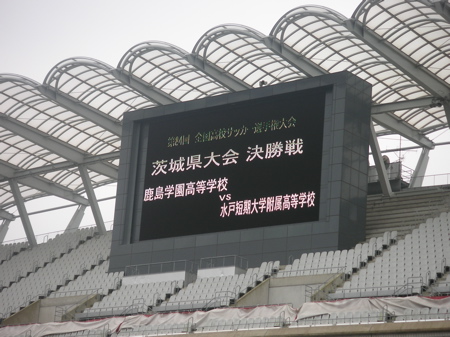 全国高校サッカー選手権大会
茨城県大会 決勝戦
鹿島学園高等学校
VS
水戸短期大学附属高等学校